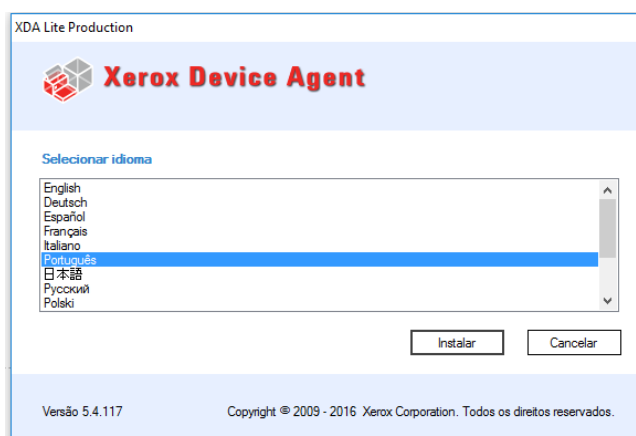 XDA Lite Production
Xerox Device Agent
Selecionar idioma
English
Deutsch
Español
Français
Italiano
Português
日本語
Русский
Polski
Instalar Cancelar
Versão 5.4.117 Copyright © 2009 - 2016 Xerox Corporation. Todos os direitos reservados.